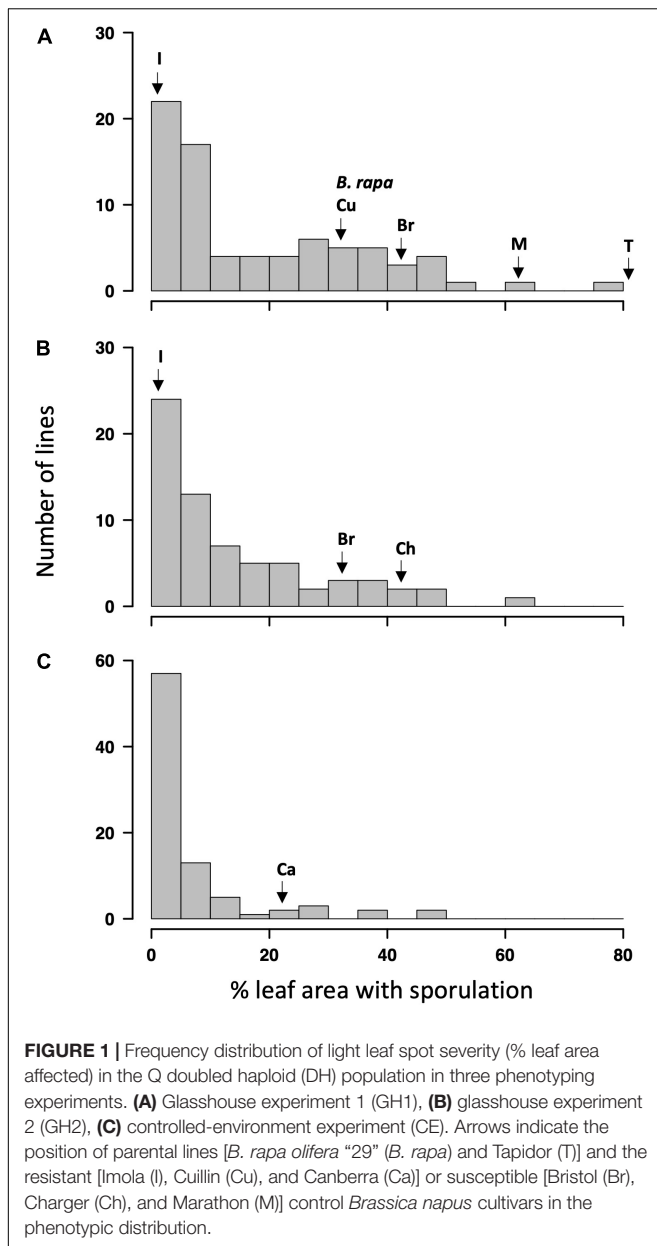 A
30
20
10
0
I
B. rapa
Cu
Br
M
T
B
30
20
10
0
I
Br
Ch
Number of lines
C
60
40
20
0
Ca
0 20 40 60 80
% leaf area with sporulation
FIGURE 1 | Frequency distribution of light leaf spot severity (% leaf area
affected) in the Q doubled haploid (DH) population in three phenotyping
experiments. (A) Glasshouse experiment 1 (GH1), (B) glasshouse experiment
2 (GH2), (C) controlled-environment experiment (CE). Arrows indicate the
position of parental lines [B. rapa olifera “29” (B. rapa) and Tapidor (T)] and the
resistant [Imola (I), Cuillin (Cu), and Canberra (Ca)] or susceptible [Bristol (Br),
Charger (Ch), and Marathon (M)] control Brassica napus cultivars in the
phenotypic distribution.